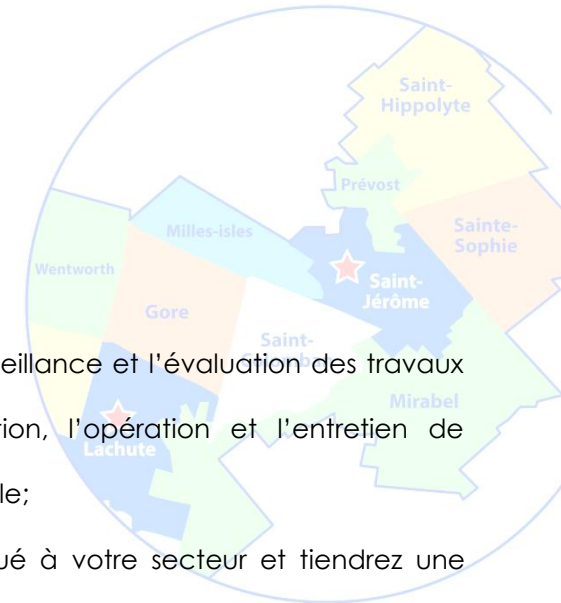 Saint-
Hippolyte
Prévost
Milles-isles
Sainte-
Sophie
Wentworth
Saint-
Jérôme
Gore
Saint-
eillance et l'évaluation des travaux
Mirabel
tion, l'opération et l'entretien de
Lachute
le;
ué à votre secteur et tiendrez une